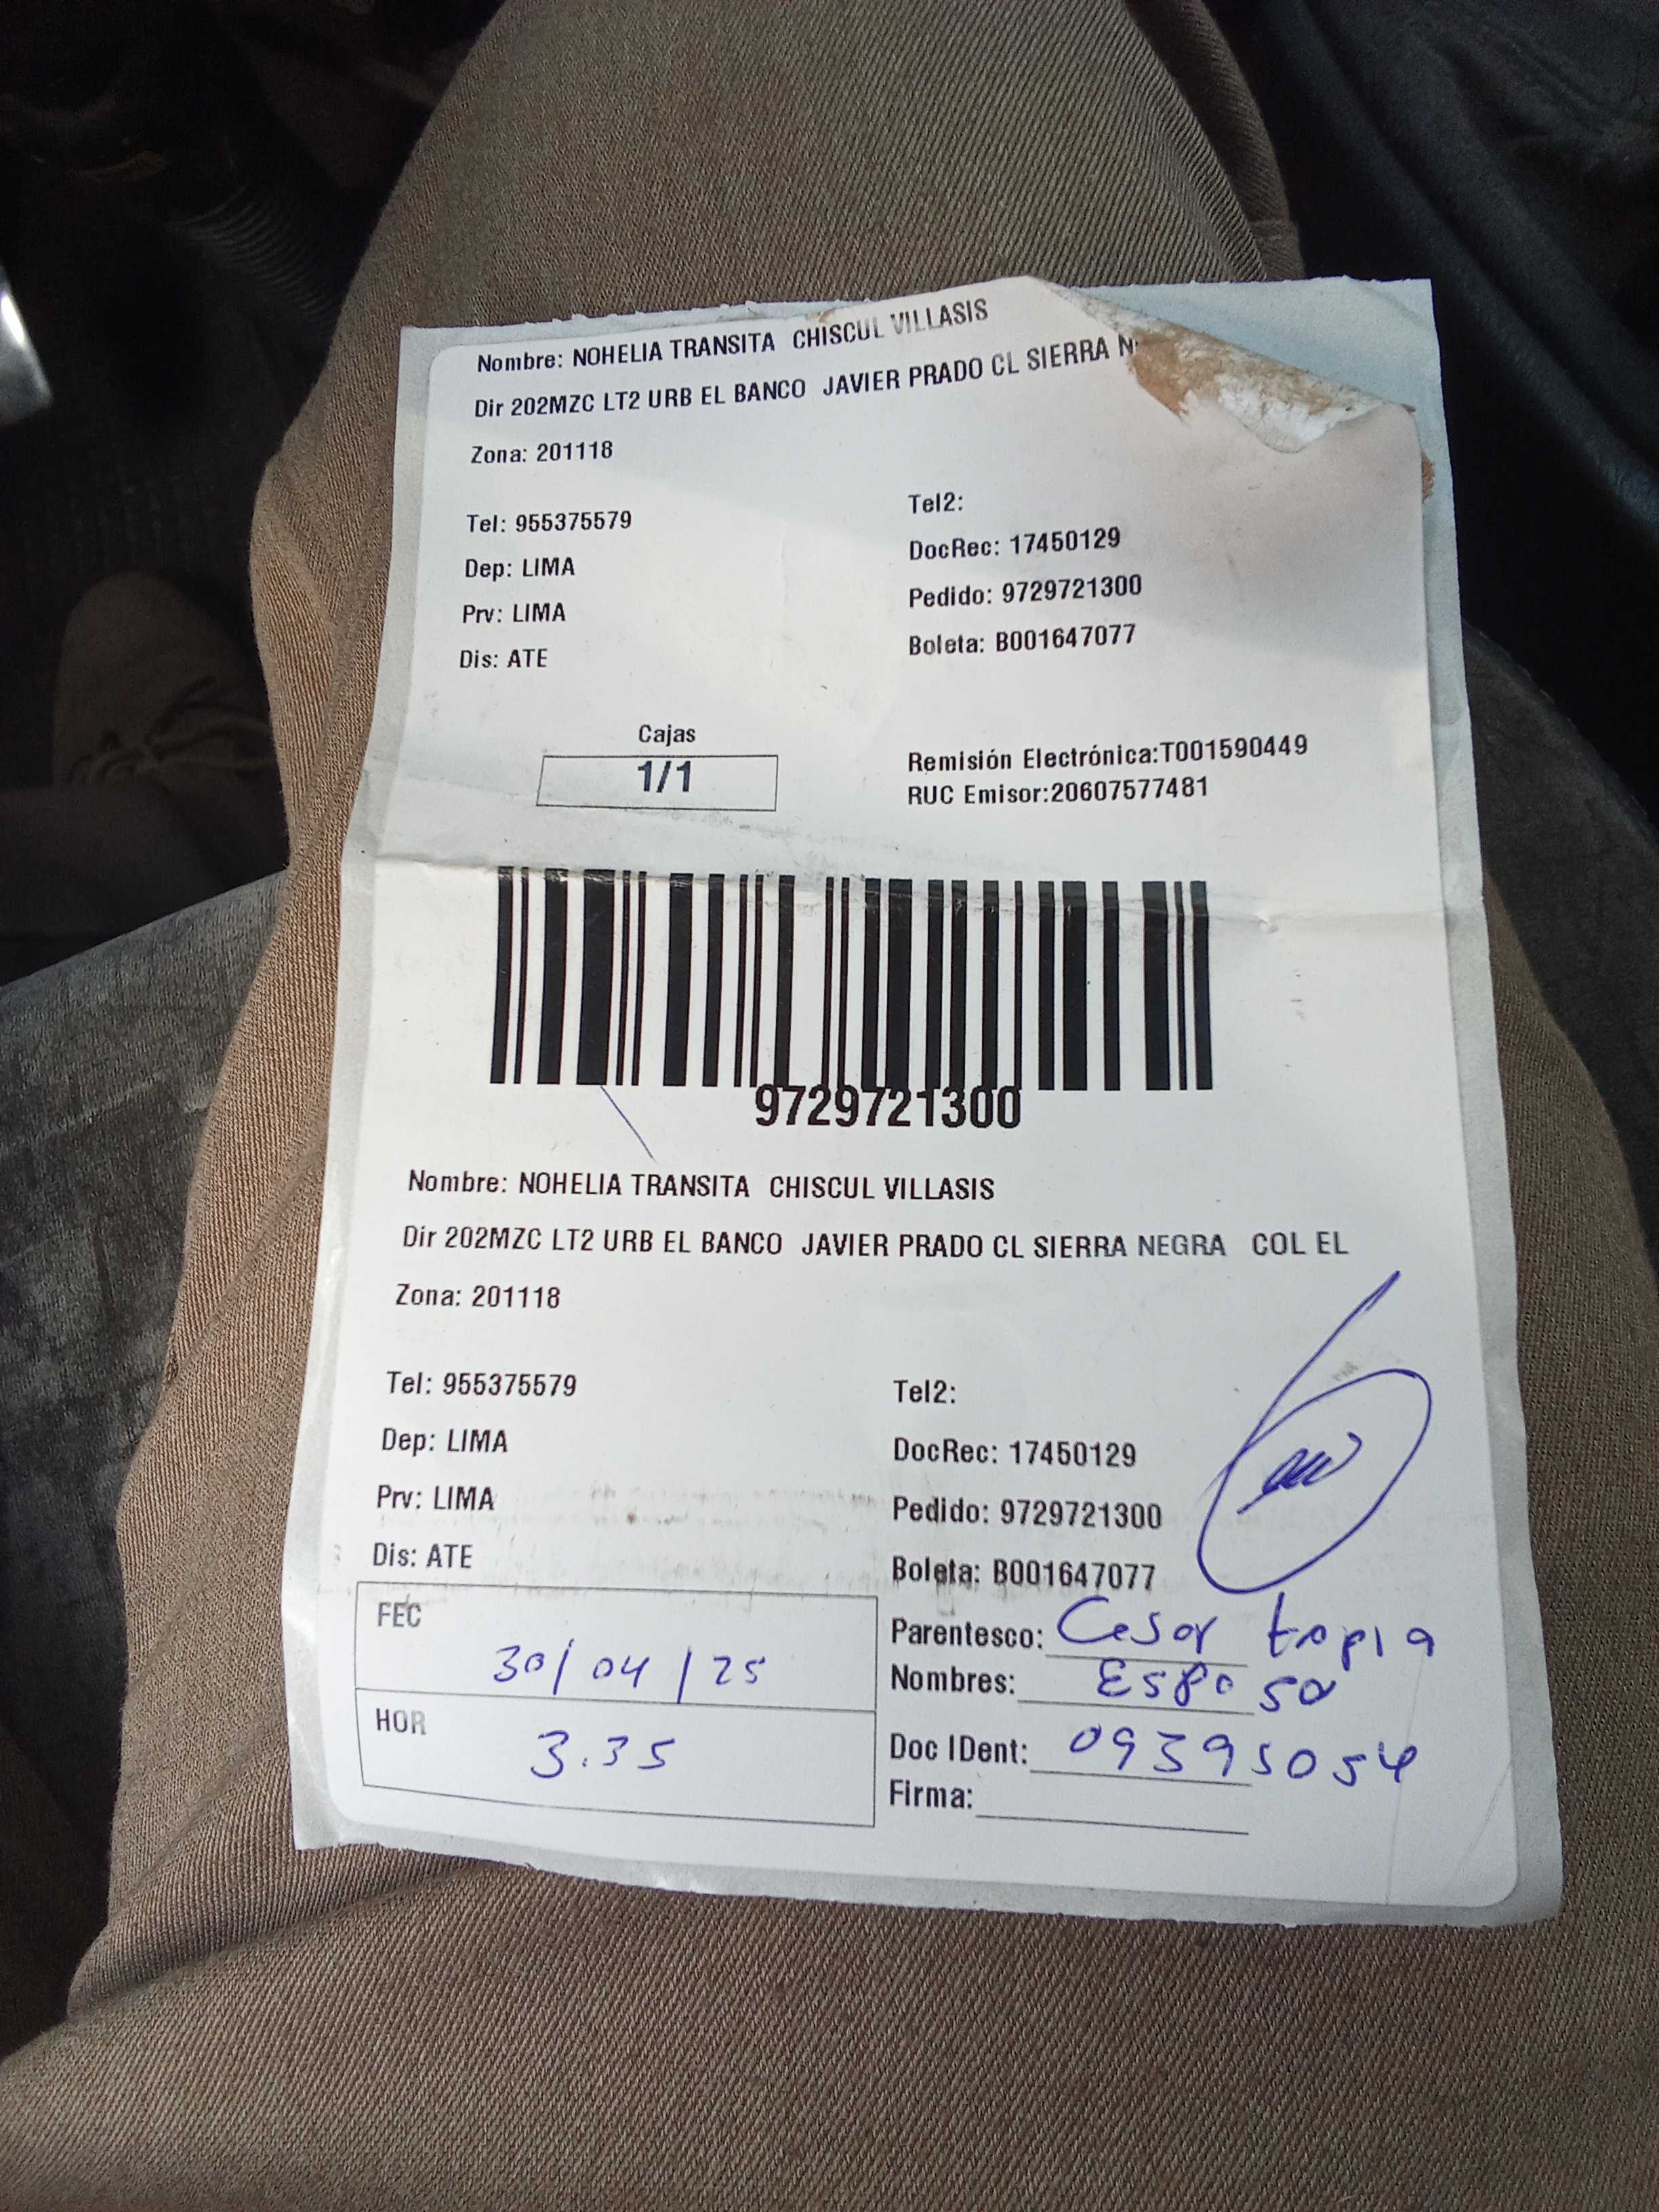 Nombre: NOHELIA TRANSITA CHISCUL VILLASIS
Dir 202MZC LT2 URB EL BANCO JAVIER PRADO CL SIERRA N
Zona: 201118
Tel: 955375579 Tel2:
Dep: LIMA DocRec: 17450129
Prv: LIMA Pedido: 9729721300
Dis: ATE Boleta: B001647077
Cajas
1/1
Remisión Electrónica:T001590449
RUC Emisor:20607577481
9729721300
Nombre: NOHELIA TRANSITA CHISCUL VILLASIS
Dir 202MZC LT2 URB EL BANCO JAVIER PRADO CL SIERRA NEGRA COL EL
Zona: 201118
Tel: 955375579 Tel2:
Dep: LIMA DocRec: 17450129
Prv: LIMA Pedido: 9729721300
Dis: ATE Boleta: B001647077
FEC 30/04/25
HOR 3.35
Parentesco: Cesar tapia
Nombres: Esposo
Doc IDent: 09395054
Firma: